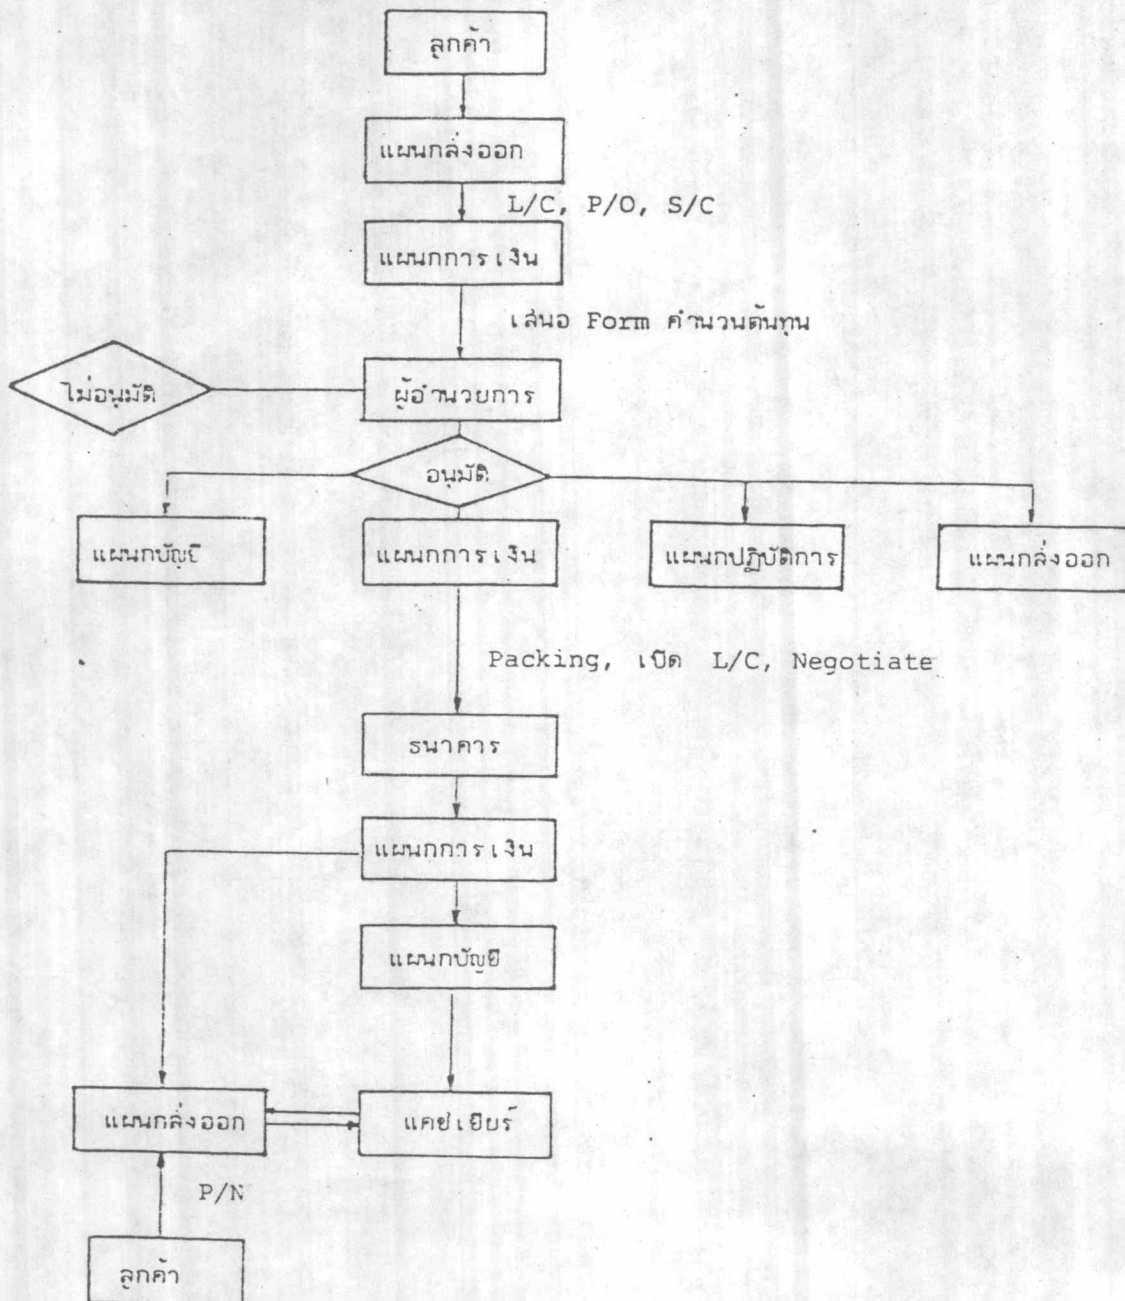 ลูกค้า
แผนกส่งออก
L/C, P/O, S/C
แผนกการเงิน
เสนอ Form คำนวนต้นทุน
ไม่อนุมัติ
ผู้อำนวยการ
อนุมัติ
แผนกบัญชี
แผนกการเงิน
แผนกปฏิบัติการ
แผนกส่งออก
Packing, เปิด L/C, Negotiate
ธนาคาร
แผนกการเงิน
แผนกบัญชี
แผนกส่งออก
แคชเชียร์
P/N
ลูกค้า